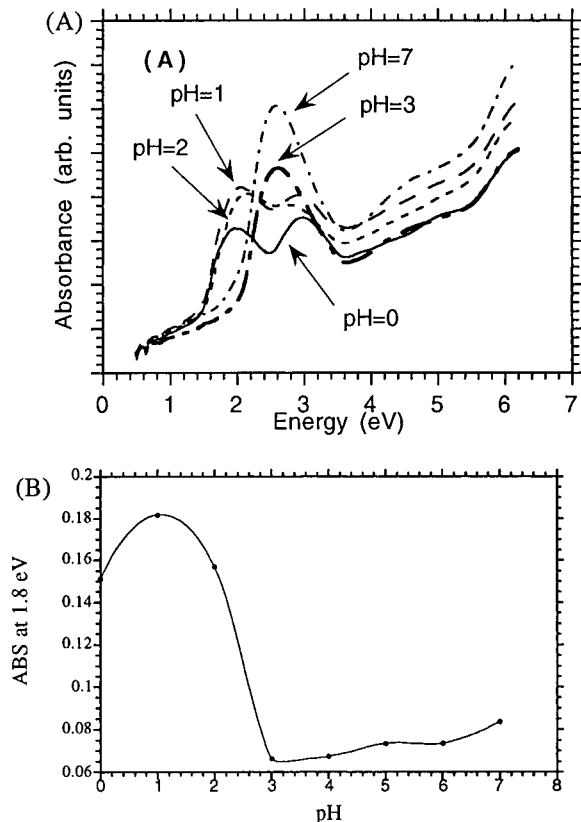 (A)
(A)
pH=7
pH=1
pH=3
pH=2
pH=0
Absorbance (arb. units)
0 1 2 3 4 5 6 7
Energy (eV)
(B)
0.2
0.18
0.16
0.14
0.12
0.1
0.08
0.06
ABS at 1.8 eV
0 1 2 3 4 5 6 7 8
pH